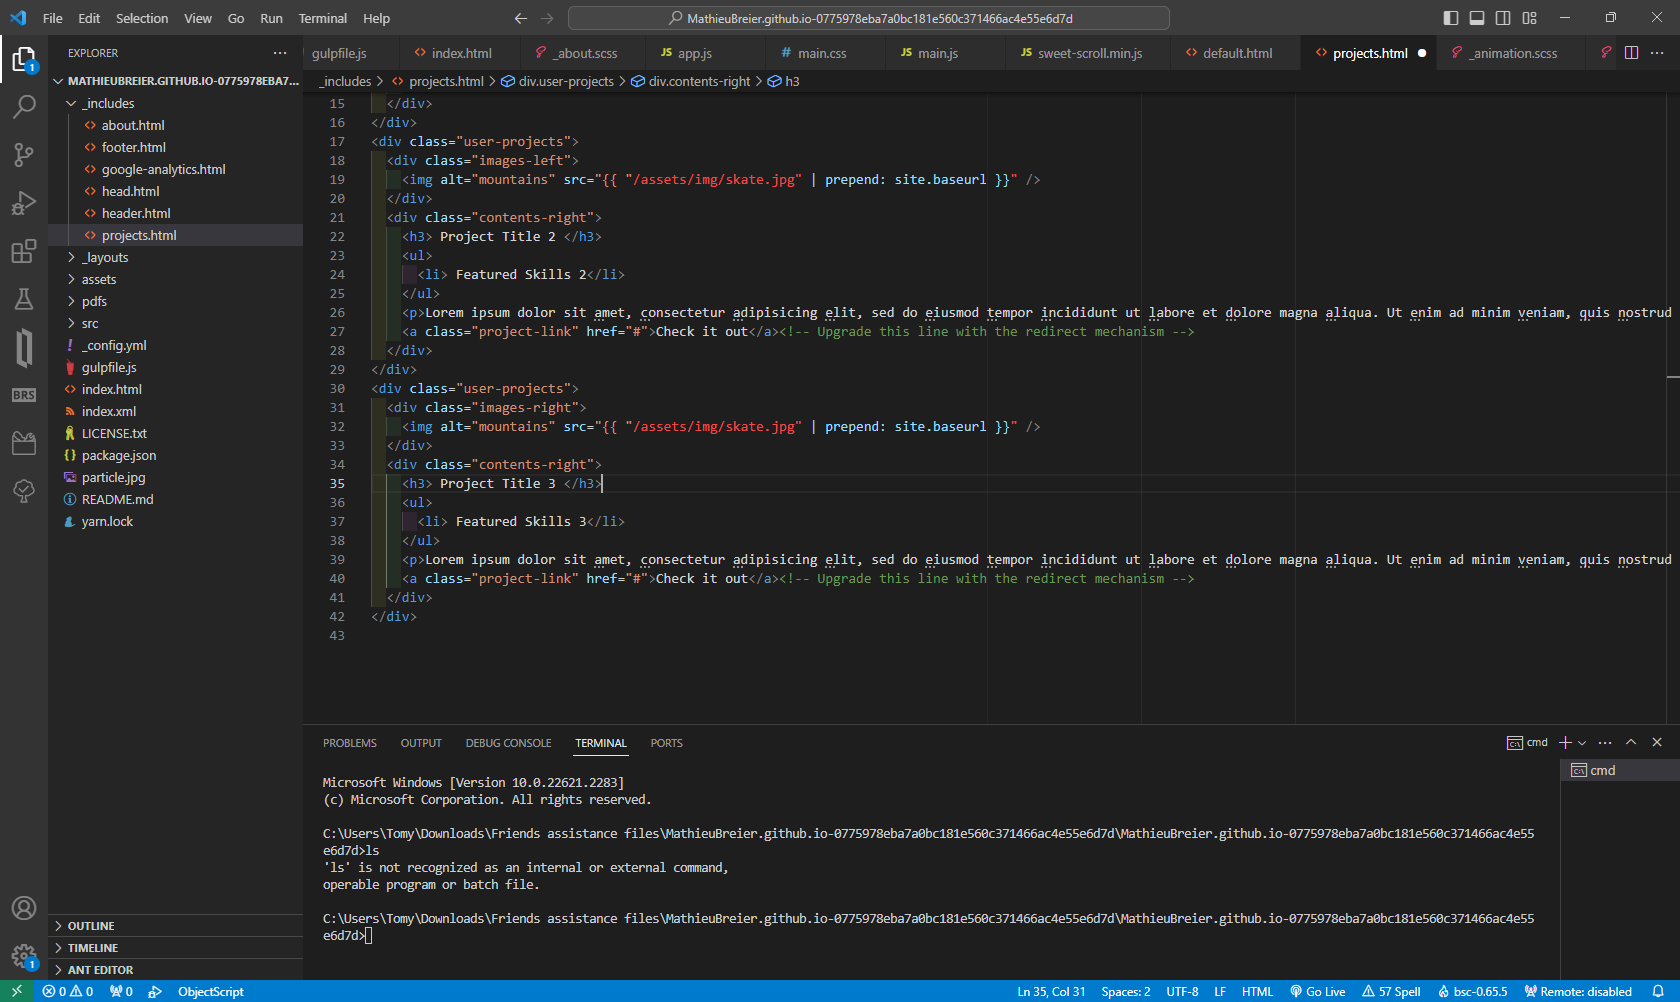 File Edit Selection View Go Run Terminal Help
MathieuBreier.github.io-0775978eba7a0bc181e560c371466ac4e55e6d7d
EXPLORER
gulpfile.js
index.html
_about.scss
app.js
main.css
main.js
sweet-scroll.min.js
default.html
projects.html
_animation.scss
_includes > projects.html > div.user-projects > div.contents-right > h3
MATHIEUBREIER.GITHUB.IO-0775978EBA7...
_includes
about.html
footer.html
google-analytics.html
head.html
header.html
projects.html
_layouts
assets
pdfs
src
_config.yml
gulpfile.js
index.html
index.xml
LICENSE.txt
package.json
particle.jpg
README.md
yarn.lock
OUTLINE
TIMELINE
ANT EDITOR
BRS
1
1
15 </div>
16 </div>
17 <div class="user-projects">
18 <div class="images-left">
19 <img alt="mountains" src="{{ "/assets/img/skate.jpg" | prepend: site.baseurl }}" />
20 </div>
21 <div class="contents-right">
22 <h3> Project Title 2 </h3>
23 <ul>
24 <li> Featured Skills 2</li>
25 </ul>
26 <p>Lorem ipsum dolor sit amet, consectetur adipisicing elit, sed do eiusmod tempor incididunt ut labore et dolore magna aliqua. Ut enim ad minim veniam, quis nostrud
27 <a class="project-link" href="#">Check it out</a><!-- Upgrade this line with the redirect mechanism -->
28 </div>
29 </div>
30 <div class="user-projects">
31 <div class="images-right">
32 <img alt="mountains" src="{{ "/assets/img/skate.jpg" | prepend: site.baseurl }}" />
33 </div>
34 <div class="contents-right">
35 <h3> Project Title 3 </h3>
36 <ul>
37 <li> Featured Skills 3</li>
38 </ul>
39 <p>Lorem ipsum dolor sit amet, consectetur adipisicing elit, sed do eiusmod tempor incididunt ut labore et dolore magna aliqua. Ut enim ad minim veniam, quis nostrud
40 <a class="project-link" href="#">Check it out</a><!-- Upgrade this line with the redirect mechanism -->
41 </div>
42 </div>
43
PROBLEMS OUTPUT DEBUG CONSOLE TERMINAL PORTS
cmd
cmd
Microsoft Windows [Version 10.0.22621.2283]
(c) Microsoft Corporation. All rights reserved.
C:\Users\Tomy\Downloads\Friends assistance files\MathieuBreier.github.io-0775978eba7a0bc181e560c371466ac4e55e6d7d\MathieuBreier.github.io-0775978eba7a0bc181e560c371466ac4e55
e6d7d>ls
'ls' is not recognized as an internal or external command,
operable program or batch file.
C:\Users\Tomy\Downloads\Friends assistance files\MathieuBreier.github.io-0775978eba7a0bc181e560c371466ac4e55e6d7d\MathieuBreier.github.io-0775978eba7a0bc181e560c371466ac4e55
e6d7d>
0 0 0 ObjectScript Ln 35, Col 31 Spaces: 2 UTF-8 LF HTML Go Live 57 Spell bsc-0.65.5 Remote: disabled